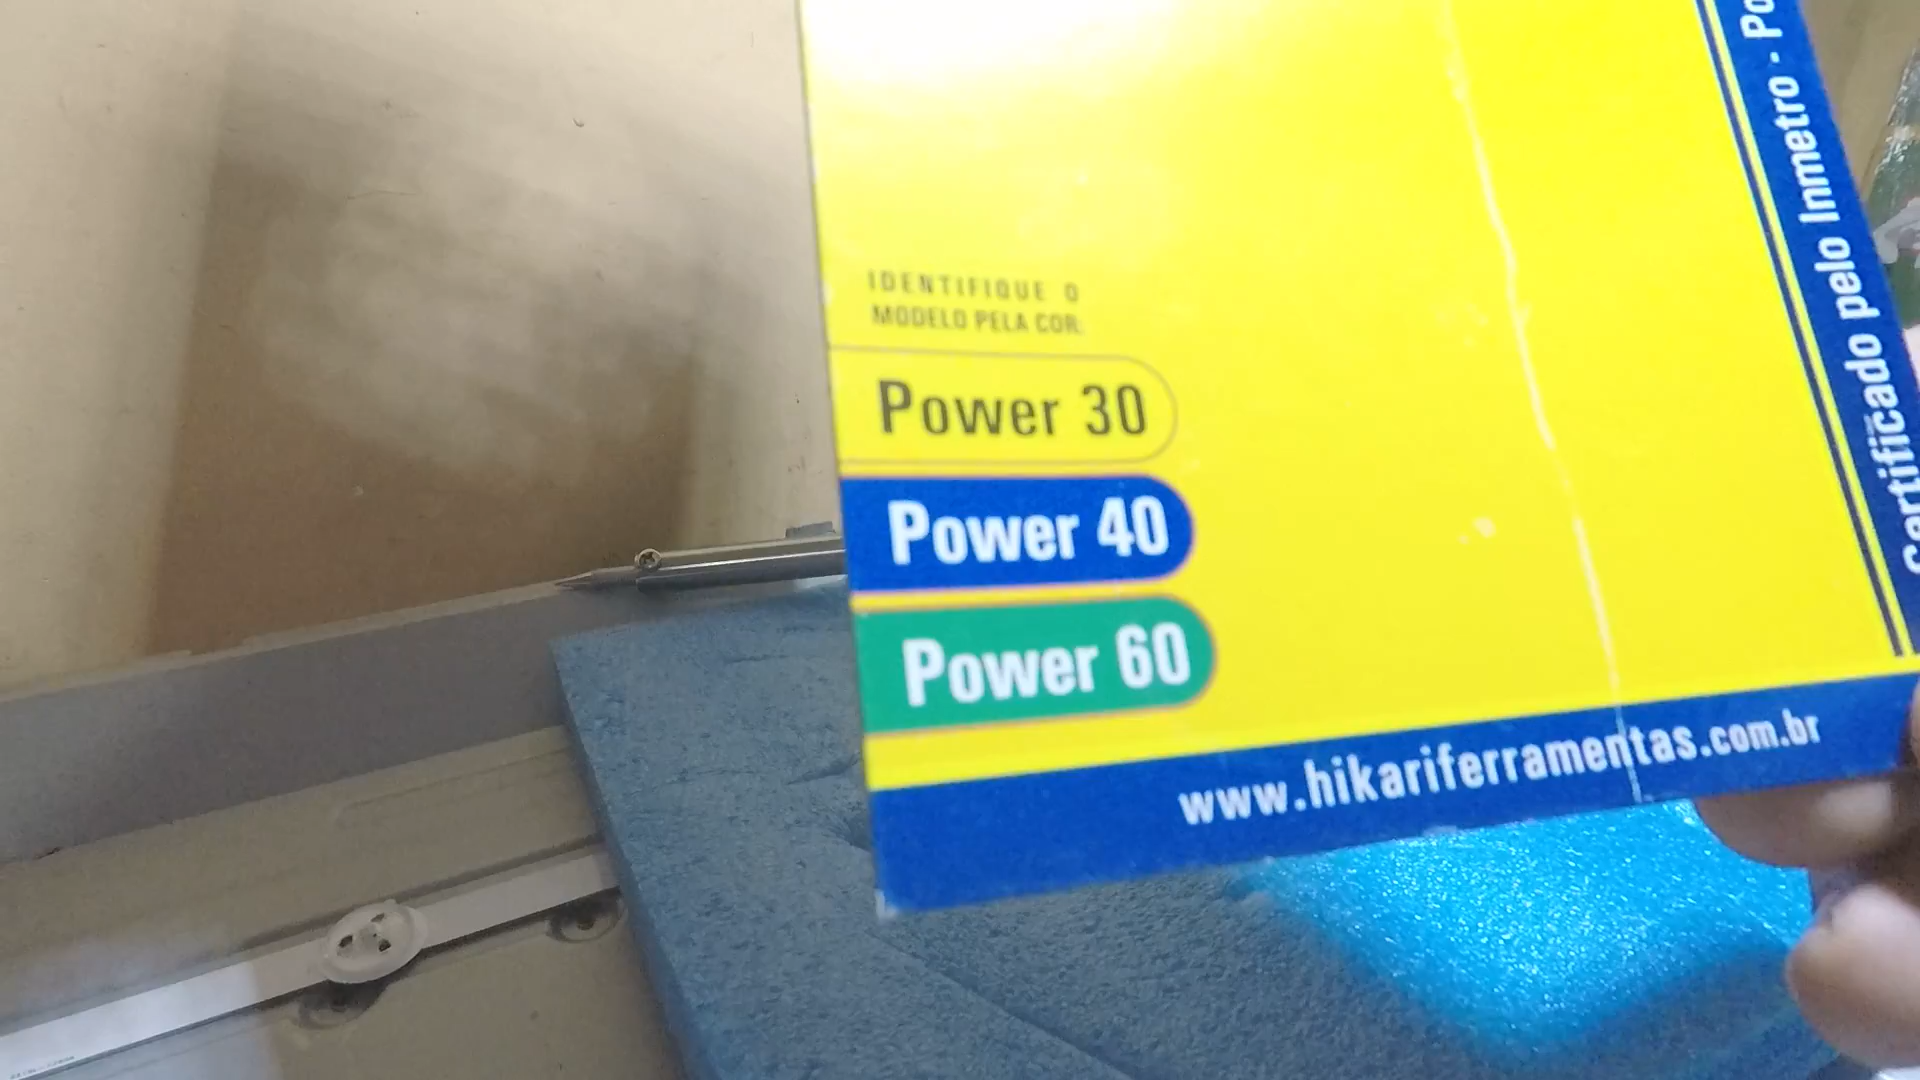 IDENTIFIQUE O
MODELO PELA COR:
Power 30
Power 40
Power 60
www.hikariferramentas.com.br
Certificado pelo Inmetro - Po